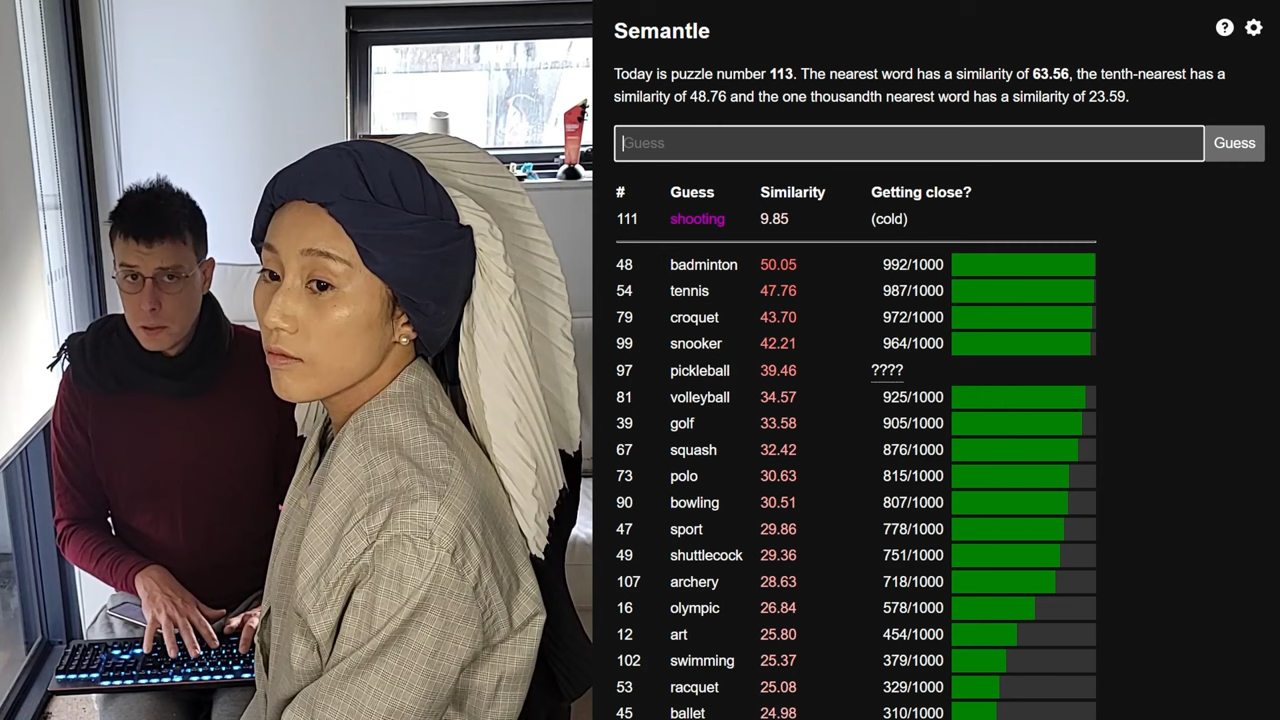 Semantle
Today is puzzle number 113. The nearest word has a similarity of 63.56, the tenth-nearest has a
similarity of 48.76 and the one thousandth nearest word has a similarity of 23.59.
Guess Guess
# Guess Similarity Getting close?
111 shooting 9.85 (cold)
48 badminton 50.05 992/1000
54 tennis 47.76 987/1000
79 croquet 43.70 972/1000
99 snooker 42.21 964/1000
97 pickleball 39.46 ????
81 volleyball 34.57 925/1000
39 golf 33.58 905/1000
67 squash 32.42 876/1000
73 polo 30.63 815/1000
90 bowling 30.51 807/1000
47 sport 29.86 778/1000
49 shuttlecock 29.36 751/1000
107 archery 28.63 718/1000
16 olympic 26.84 578/1000
12 art 25.80 454/1000
102 swimming 25.37 379/1000
53 racquet 25.08 329/1000
45 ballet 24.98 310/1000